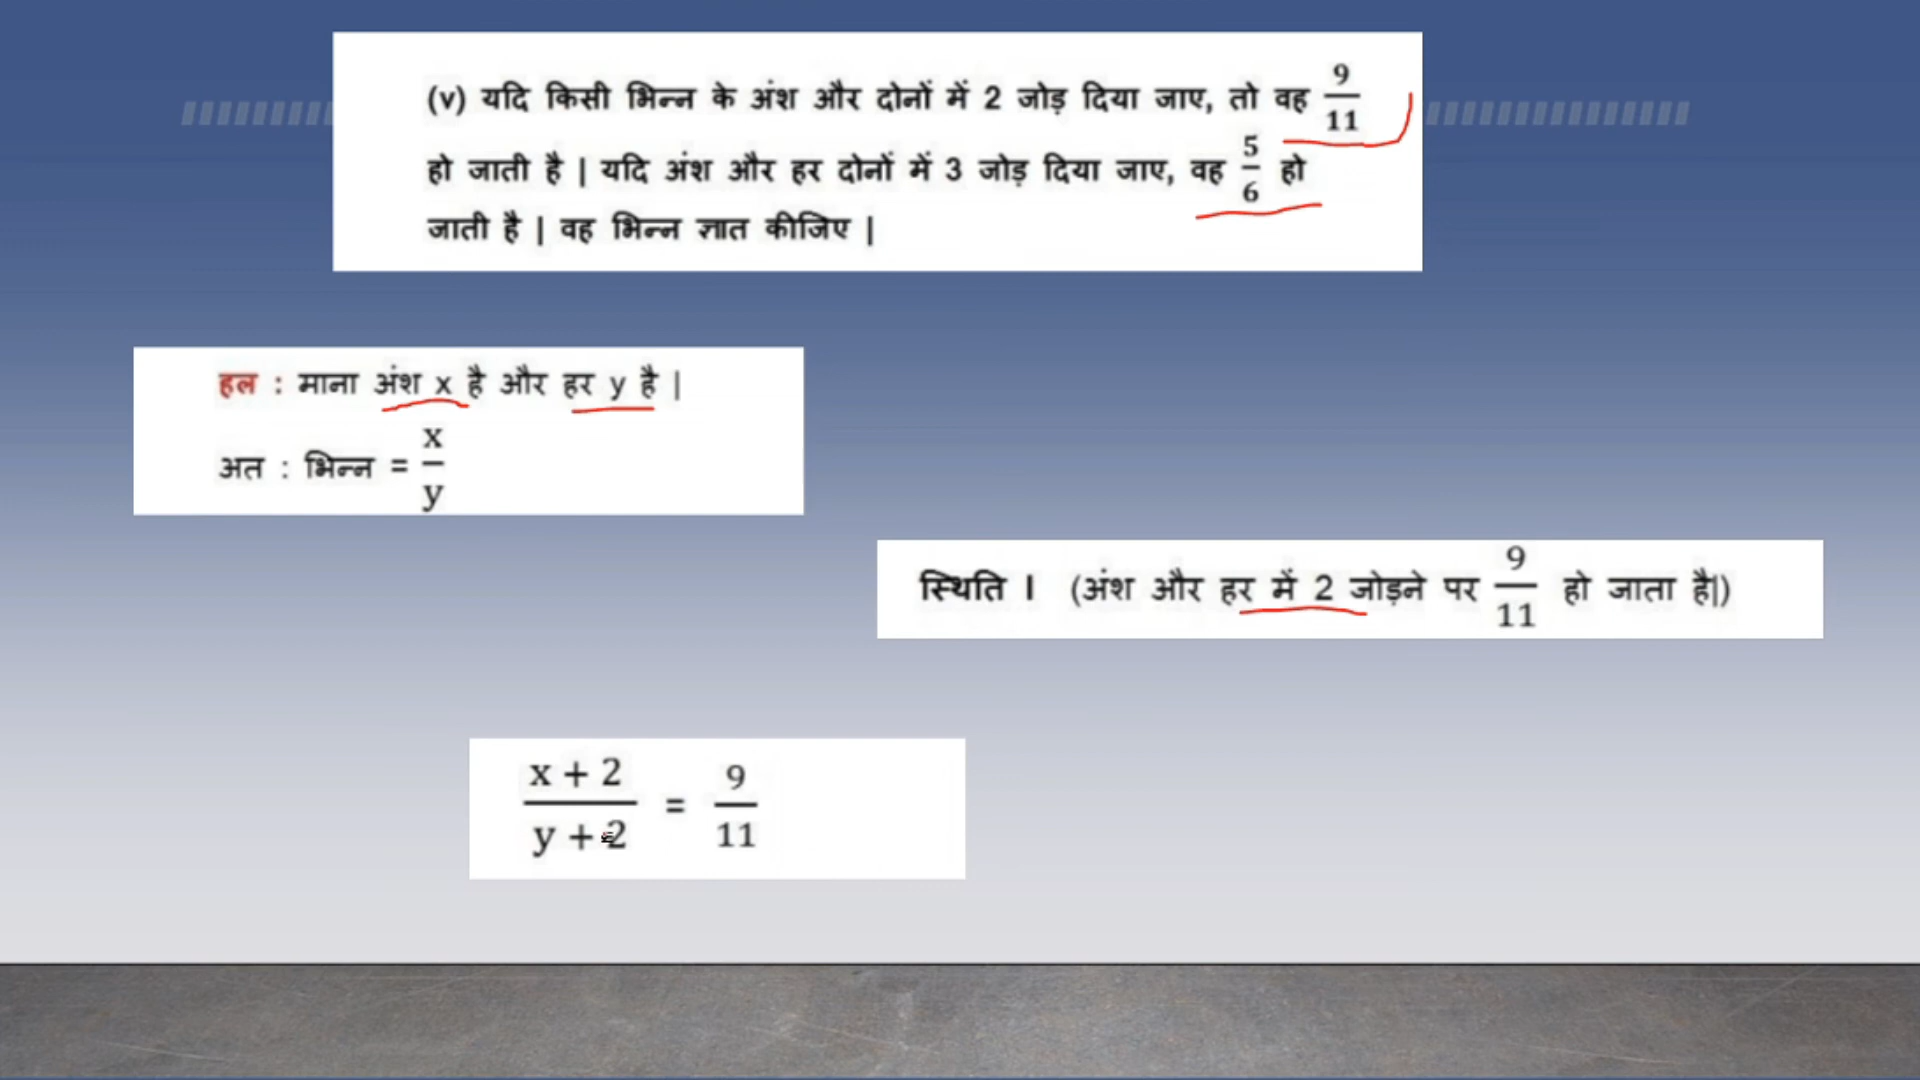 (v) यदि किसी भिन्न के अंश और दोनों में 2 जोड़ दिया जाए, तो वह 9/11
हो जाती है | यदि अंश और हर दोनों में 3 जोड़ दिया जाए, वह 5/6 हो
जाती है | वह भिन्न ज्ञात कीजिए |
हल : माना अंश x है और हर y है |
अत : भिन्न = x/y
स्थिति I (अंश और हर में 2 जोड़ने पर 9/11 हो जाता है|)
(x + 2)/(y + 2) = 9/11